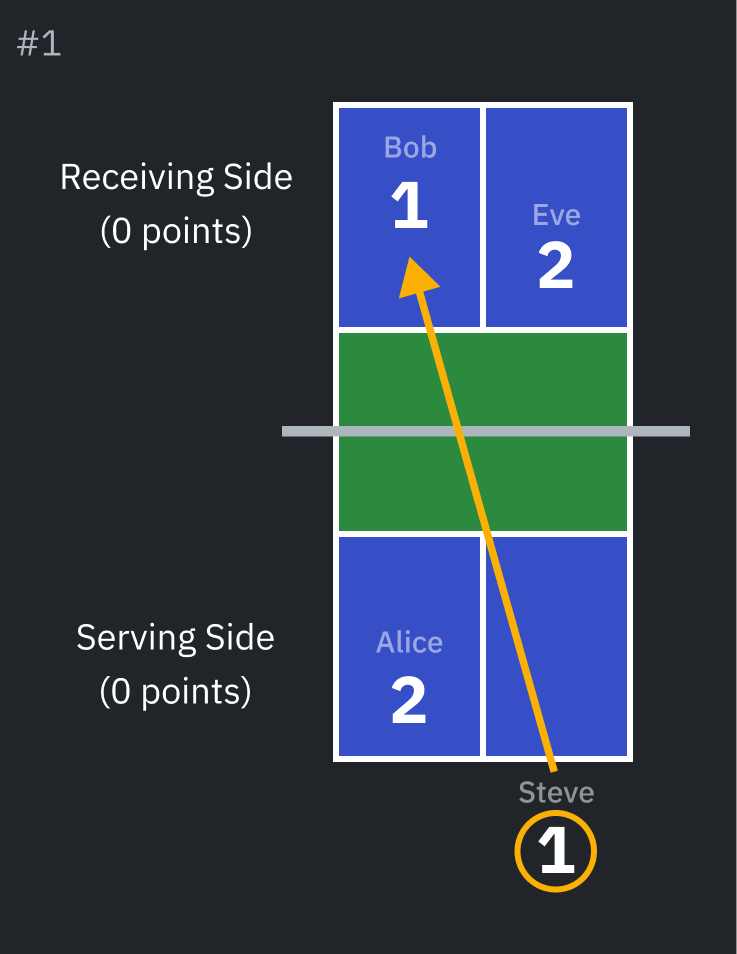 #1
Bob
1
Receiving Side
(0 points)
Eve
2
Serving Side
(0 points)
Alice
2
Steve
1